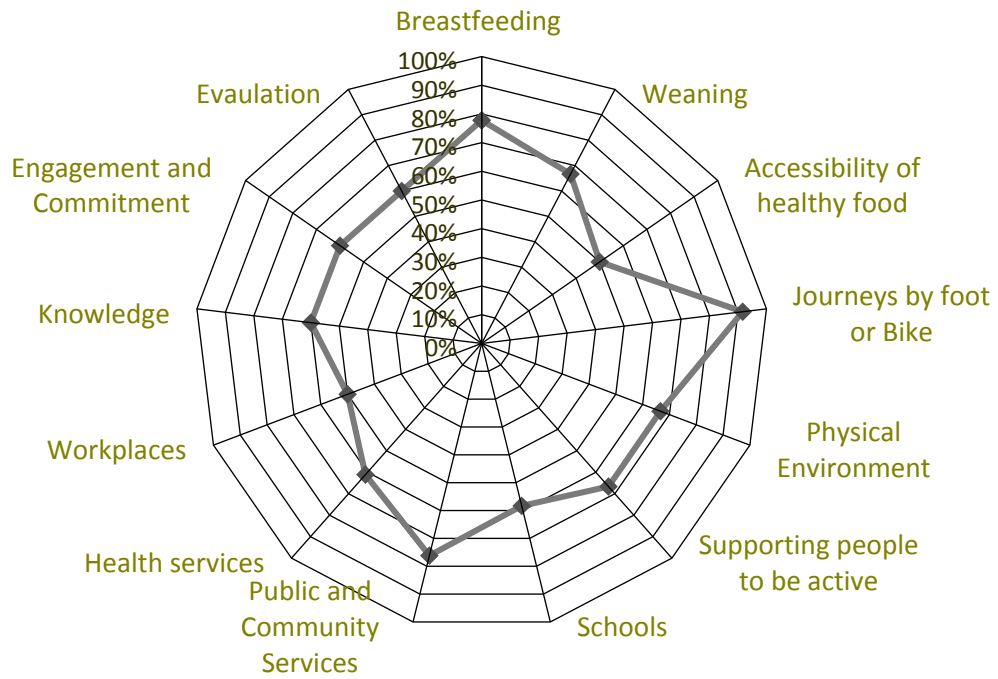 Breastfeeding
100%
90%
80%
70%
60%
50%
40%
30%
20%
10%
0%
Weaning
Accessibility of
healthy food
Journeys by foot
or Bike
Physical
Environment
Supporting people
to be active
Schools
Public and
Community
Services
Health services
Workplaces
Knowledge
Engagement and
Commitment
Evaulation